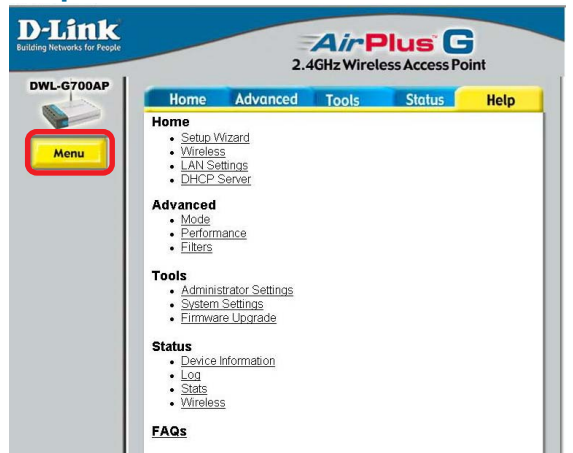 D-Link
Building Networks for People
AirPlus G
2.4GHz Wireless Access Point
DWL-G700AP
Menu
Home Advanced Tools Status Help
Home
• Setup Wizard
• Wireless
• LAN Settings
• DHCP Server
Advanced
• Mode
• Performance
• Filters
Tools
• Administrator Settings
• System Settings
• Firmware Upgrade
Status
• Device Information
• Log
• Stats
• Wireless
FAQs